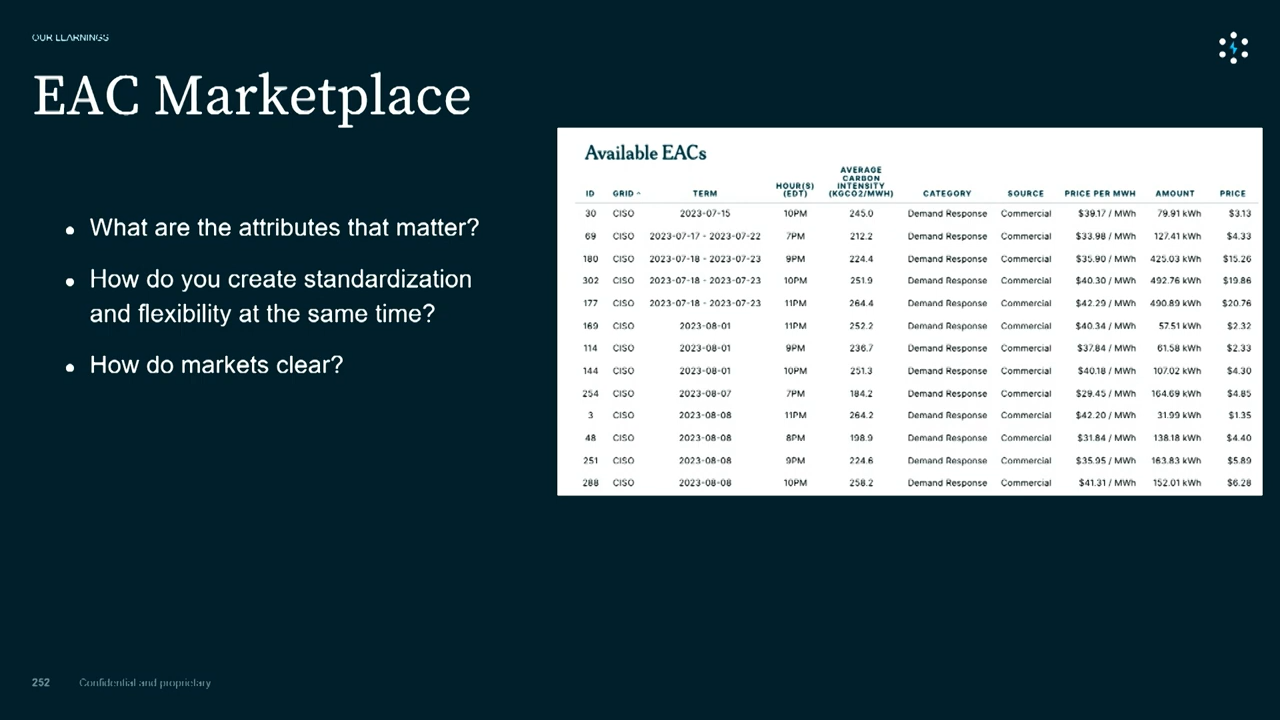 OUR LEARNINGS
EAC Marketplace
• What are the attributes that matter?
• How do you create standardization
and flexibility at the same time?
• How do markets clear?
Available EACs
ID GRID TERM HOUR(S) (EDT) AVERAGE CARBON INTENSITY (KGCO2/MWH) CATEGORY SOURCE PRICE PER MWH AMOUNT PRICE
30 CISO 2023-07-15 10PM 245.0 Demand Response Commercial $39.17 / MWh 79.91 kWh $3.13
69 CISO 2023-07-17 - 2023-07-22 7PM 212.2 Demand Response Commercial $33.98 / MWh 127.41 kWh $4.33
180 CISO 2023-07-18 - 2023-07-23 9PM 224.4 Demand Response Commercial $35.90 / MWh 425.03 kWh $15.26
302 CISO 2023-07-18 - 2023-07-23 10PM 251.9 Demand Response Commercial $40.30 / MWh 492.76 kWh $19.86
177 CISO 2023-07-18 - 2023-07-23 11PM 264.4 Demand Response Commercial $42.29 / MWh 490.89 kWh $20.76
169 CISO 2023-08-01 11PM 252.2 Demand Response Commercial $40.34 / MWh 57.51 kWh $2.32
114 CISO 2023-08-01 9PM 236.7 Demand Response Commercial $37.84 / MWh 61.58 kWh $2.33
144 CISO 2023-08-01 10PM 251.3 Demand Response Commercial $40.18 / MWh 107.02 kWh $4.30
254 CISO 2023-08-07 7PM 184.2 Demand Response Commercial $29.45 / MWh 164.69 kWh $4.85
3 CISO 2023-08-08 11PM 264.2 Demand Response Commercial $42.20 / MWh 31.99 kWh $1.35
48 CISO 2023-08-08 8PM 198.9 Demand Response Commercial $31.84 / MWh 138.18 kWh $4.40
251 CISO 2023-08-08 9PM 224.6 Demand Response Commercial $35.95 / MWh 163.83 kWh $5.89
288 CISO 2023-08-08 10PM 258.2 Demand Response Commercial $41.31 / MWh 152.01 kWh $6.28
252 Confidential and proprietary